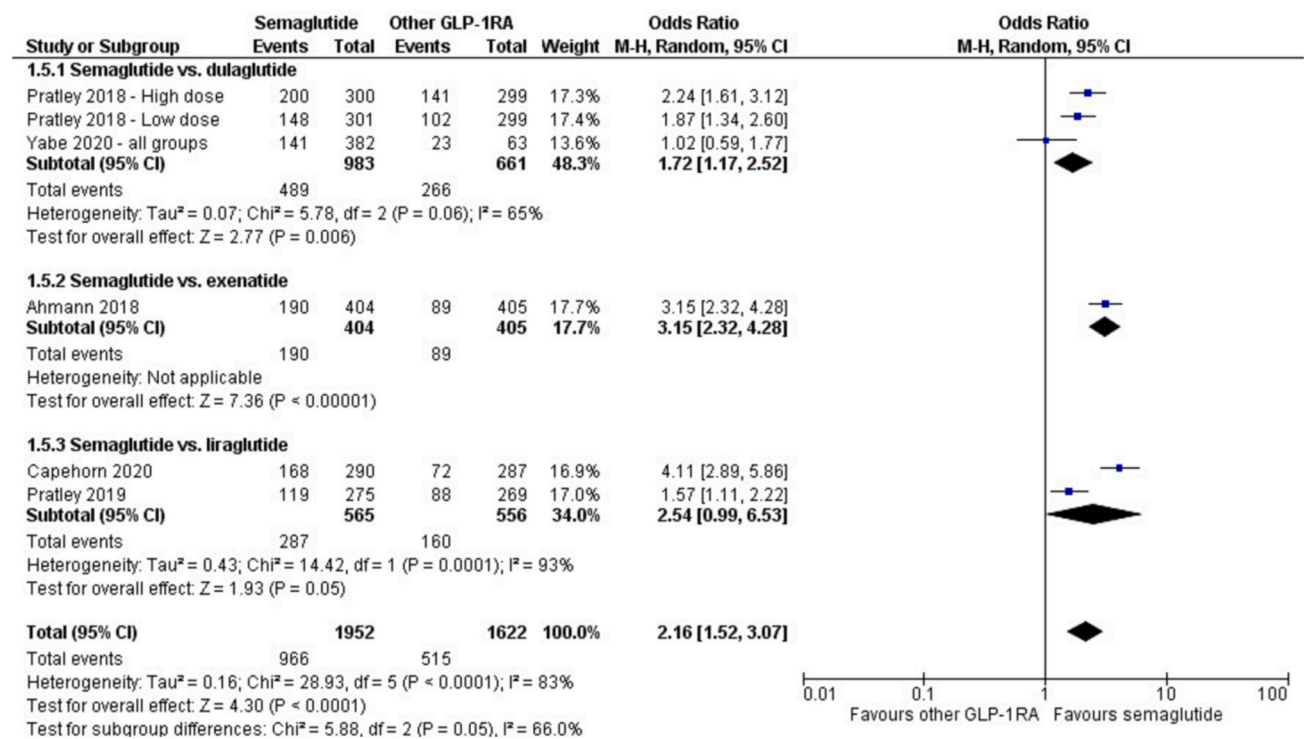 Semaglutide Other GLP-1RA Odds Ratio Odds Ratio
Study or Subgroup Events Total Events Total Weight M-H, Random, 95% CI M-H, Random, 95% CI
1.5.1 Semaglutide vs. dulaglutide
Pratley 2018 - High dose 200 300 141 299 17.3% 2.24 [1.61, 3.12]
Pratley 2018 - Low dose 148 301 102 299 17.4% 1.87 [1.34, 2.60]
Yabe 2020 - all groups 141 382 23 63 13.6% 1.02 [0.59, 1.77]
Subtotal (95% CI) 983 661 48.3% 1.72 [1.17, 2.52]
Total events 489 266
Heterogeneity: Tau² = 0.07; Chi² = 5.78, df = 2 (P = 0.06); I² = 65%
Test for overall effect: Z = 2.77 (P = 0.006)
1.5.2 Semaglutide vs. exenatide
Ahmann 2018 190 404 89 405 17.7% 3.15 [2.32, 4.28]
Subtotal (95% CI) 404 405 17.7% 3.15 [2.32, 4.28]
Total events 190 89
Heterogeneity: Not applicable
Test for overall effect: Z = 7.36 (P < 0.00001)
1.5.3 Semaglutide vs. liraglutide
Capehorn 2020 168 290 72 287 16.9% 4.11 [2.89, 5.86]
Pratley 2019 119 275 88 269 17.0% 1.57 [1.11, 2.22]
Subtotal (95% CI) 565 556 34.0% 2.54 [0.99, 6.53]
Total events 287 160
Heterogeneity: Tau² = 0.43; Chi² = 14.42, df = 1 (P = 0.0001); I² = 93%
Test for overall effect: Z = 1.93 (P = 0.05)
Total (95% CI) 1952 1622 100.0% 2.16 [1.52, 3.07]
Total events 966 515
Heterogeneity: Tau² = 0.16; Chi² = 28.93, df = 5 (P < 0.0001); I² = 83%
Test for overall effect: Z = 4.30 (P < 0.0001)
Test for subgroup differences: Chi² = 5.88, df = 2 (P = 0.05), I² = 66.0%
0.01 0.1 1 10 100
Favours other GLP-1RA Favours semaglutide